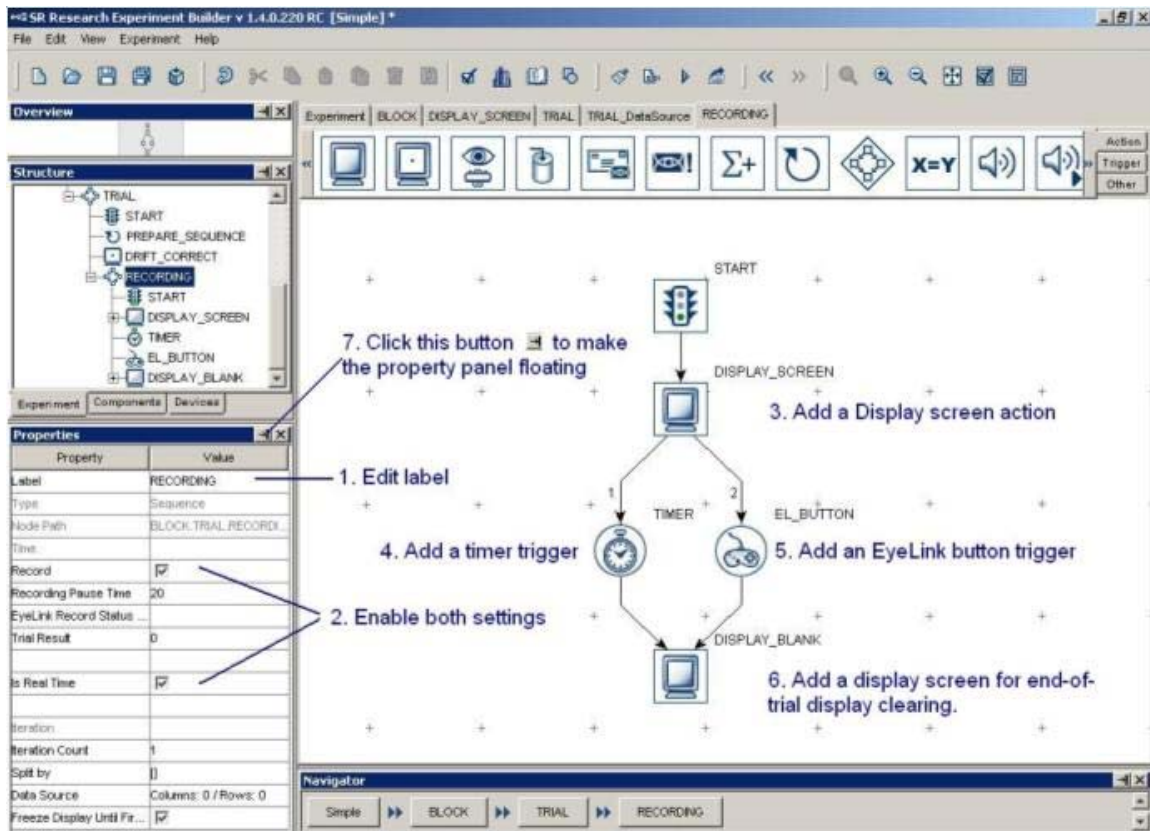 SR Research Experiment Builder v 1.4.0.220 RC [Simple] *
File Edit View Experiment Help
Overview
Experiment BLOCK DISPLAY_SCREEN TRIAL TRIAL_DataSource RECORDING
X=Y
Action
Trigger
Other
Structure
TRIAL
START
PREPARE_SEQUENCE
DRIFT_CORRECT
RECORDING
START
DISPLAY_SCREEN
TIMER
EL_BUTTON
DISPLAY_BLANK
Experiment Components Devices
Properties
Property Value
Label RECORDING
Type Sequence
Node Path BLOCK.TRIAL.RECORDI...
Time
Record
Recording Pause Time 20
EyeLink Record Status ...
Trial Result 0
Is Real Time
Iteration
Iteration Count 1
Split by []
Data Source Columns: 0 / Rows: 0
Freeze Display Until Fir...
START
7. Click this button to make
the property panel floating
DISPLAY_SCREEN
3. Add a Display screen action
1. Edit label
1
2
TIMER
EL_BUTTON
4. Add a timer trigger
5. Add an EyeLink button trigger
2. Enable both settings
DISPLAY_BLANK
6. Add a display screen for end-of-
trial display clearing.
Navigator
Simple BLOCK TRIAL RECORDING